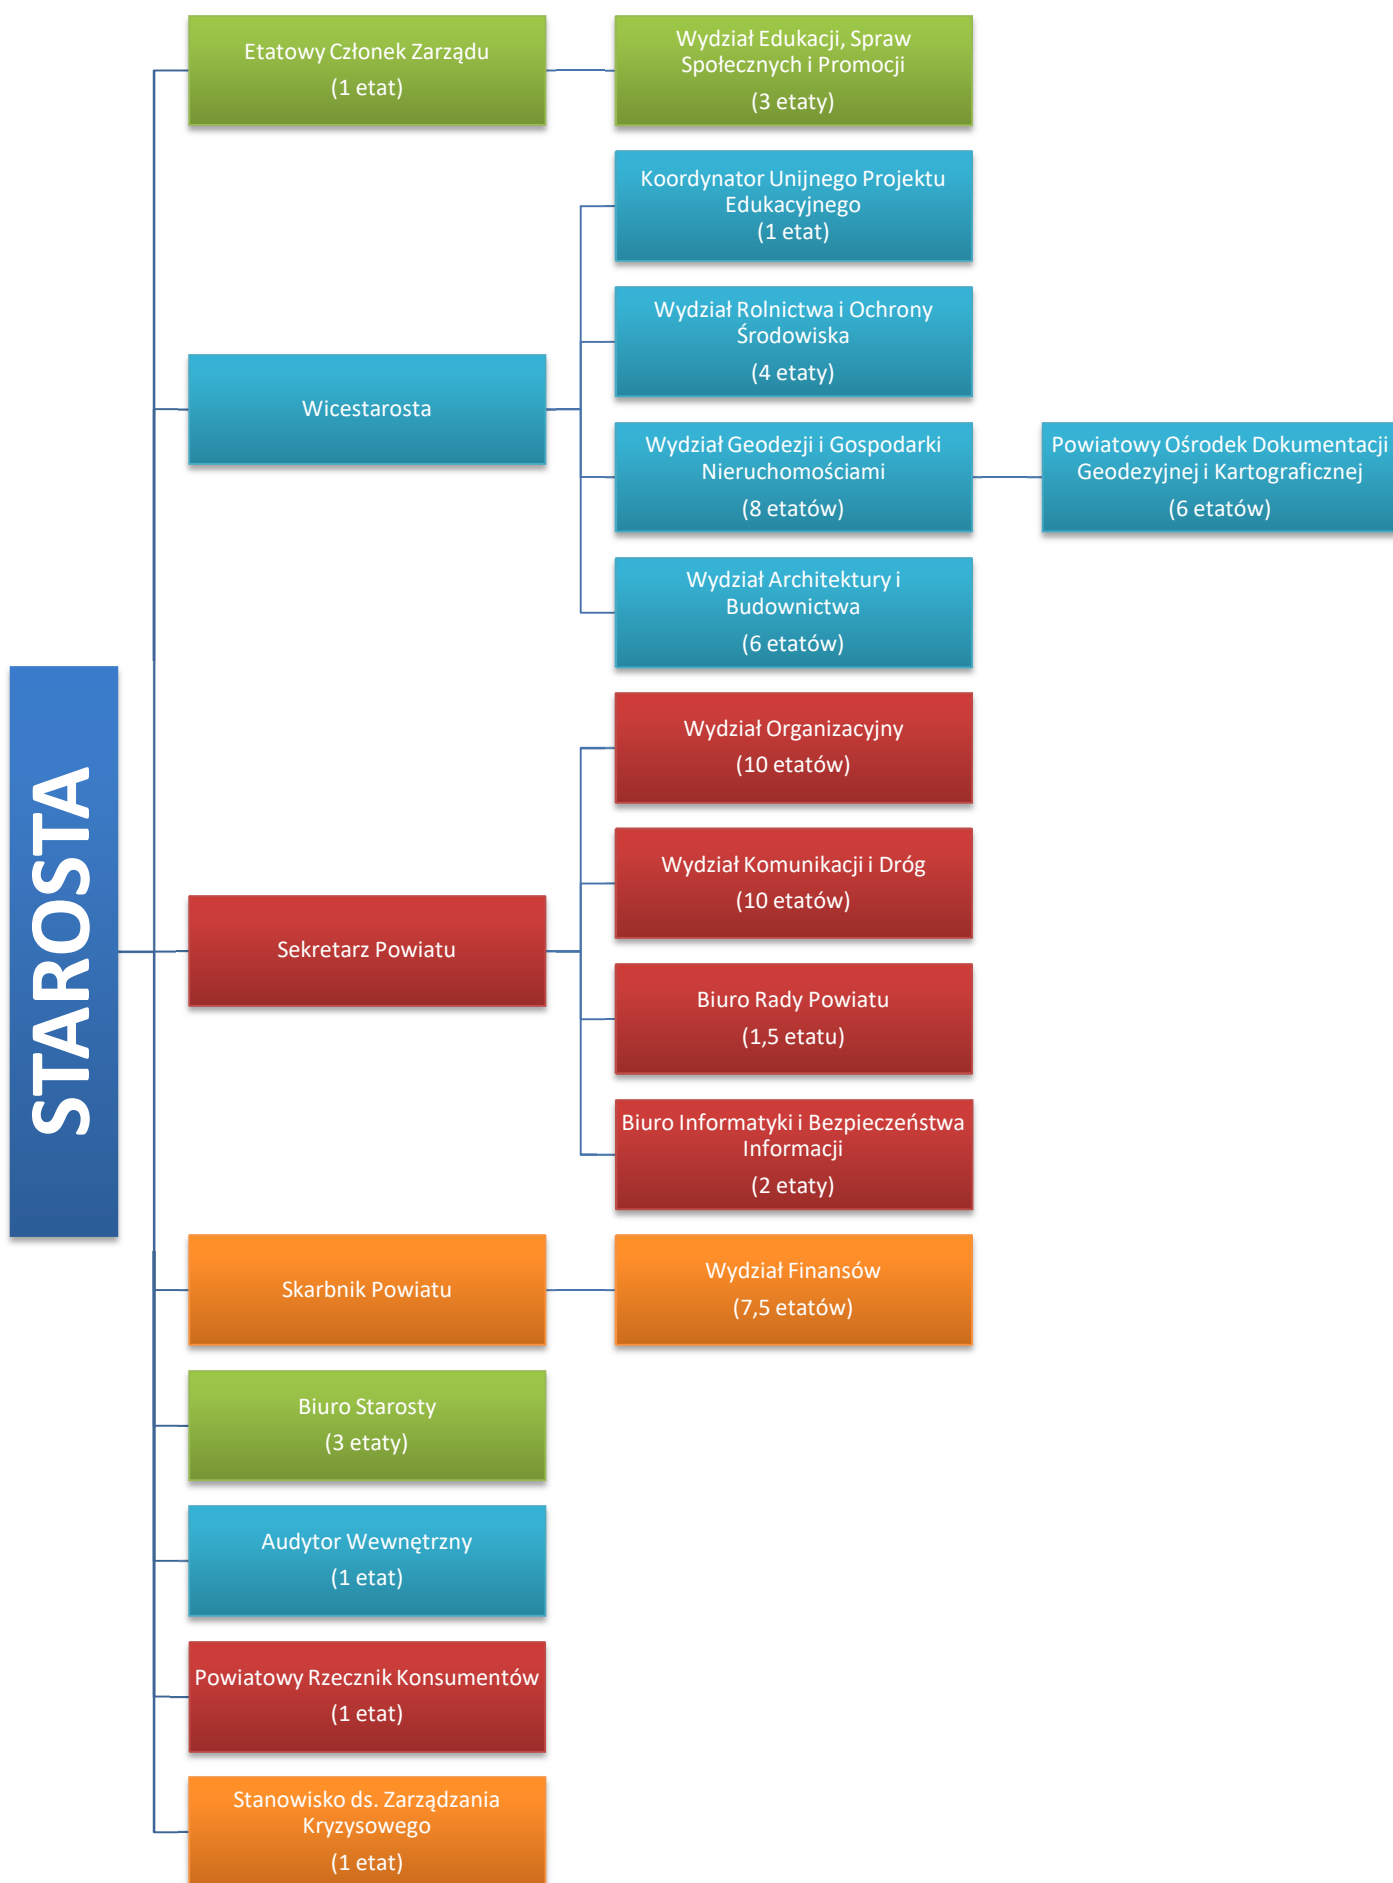 STAROSTA
Etatowy Członek Zarządu
(1 etat)
Wydział Edukacji, Spraw
Społecznych i Promocji
(3 etaty)
Wicestarosta
Koordynator Unijnego Projektu
Edukacyjnego
(1 etat)
Wydział Rolnictwa i Ochrony
Środowiska
(4 etaty)
Wydział Geodezji i Gospodarki
Nieruchomościami
(8 etatów)
Powiatowy Ośrodek Dokumentacji
Geodezyjnej i Kartograficznej
(6 etatów)
Wydział Architektury i
Budownictwa
(6 etatów)
Sekretarz Powiatu
Wydział Organizacyjny
(10 etatów)
Wydział Komunikacji i Dróg
(10 etatów)
Biuro Rady Powiatu
(1,5 etatu)
Biuro Informatyki i Bezpieczeństwa
Informacji
(2 etaty)
Skarbnik Powiatu
Wydział Finansów
(7,5 etatów)
Biuro Starosty
(3 etaty)
Audytor Wewnętrzny
(1 etat)
Powiatowy Rzecznik Konsumentów
(1 etat)
Stanowisko ds. Zarządzania
Kryzysowego
(1 etat)